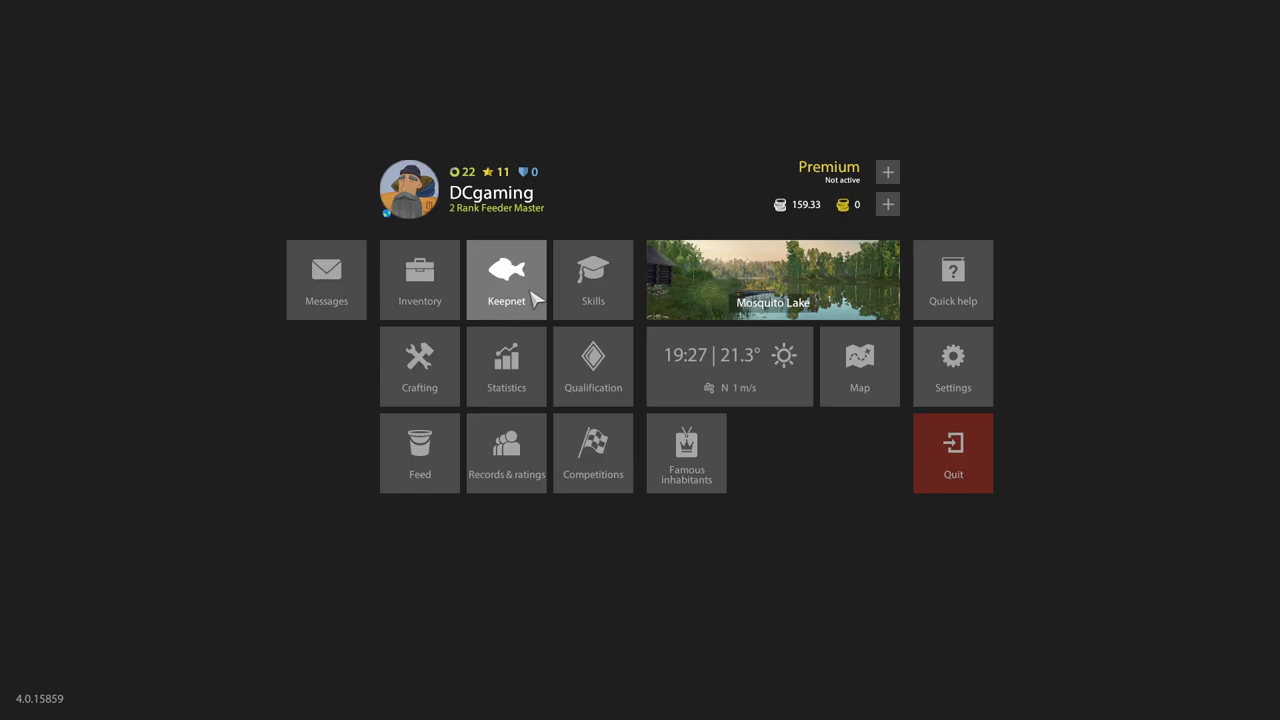 22 11 0
DCgaming
2 Rank Feeder Master
Premium
Not active
159.33 0
Messages
Inventory
Keepnet
Skills
Mosquito Lake
Quick help
Crafting
Statistics
Qualification
19:27 | 21.3°
N 1 m/s
Map
Settings
Feed
Records & ratings
Competitions
Famous
inhabitants
Quit
4.0.15859